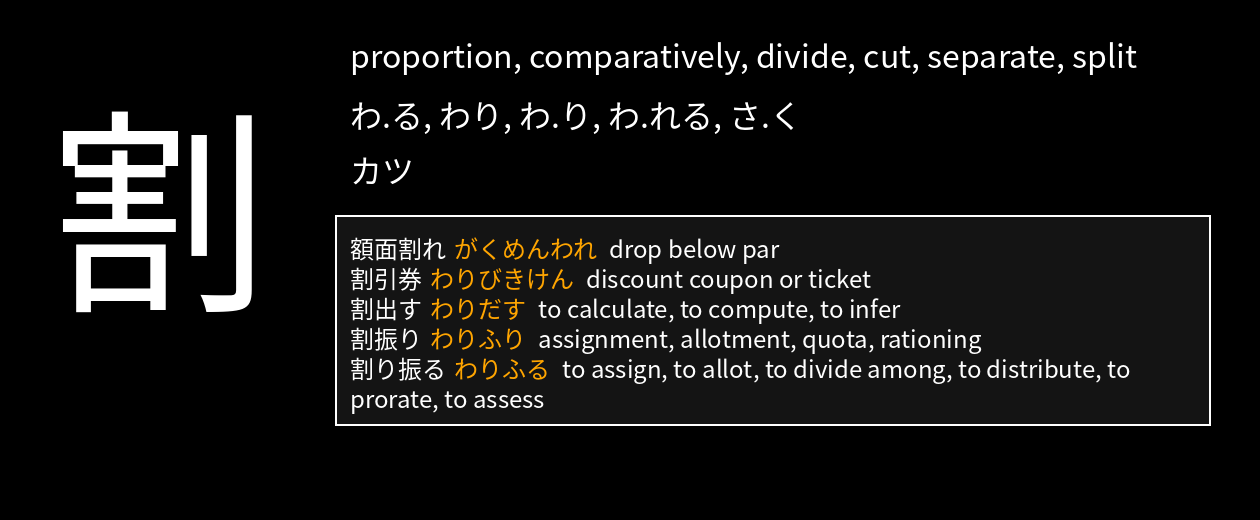 割
proportion, comparatively, divide, cut, separate, split
わ.る, わり, わ.り, わ.れる, さ.く
カツ
額面割れ がくめんわれ drop below par
割引券 わりびきけん discount coupon or ticket
割出す わりだす to calculate, to compute, to infer
割振り わりふり assignment, allotment, quota, rationing
割り振る わりふる to assign, to allot, to divide among, to distribute, to
prorate, to assess